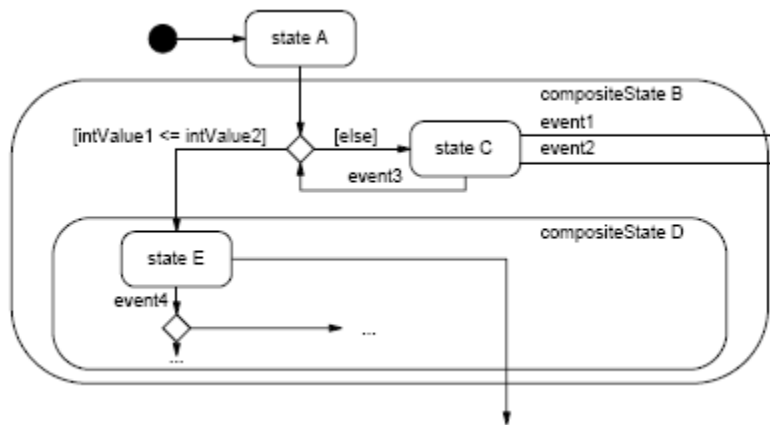 state A
compositeState B
event1
[intValue1 <= intValue2]
[else]
state C
event2
event3
compositeState D
state E
event4
...
...